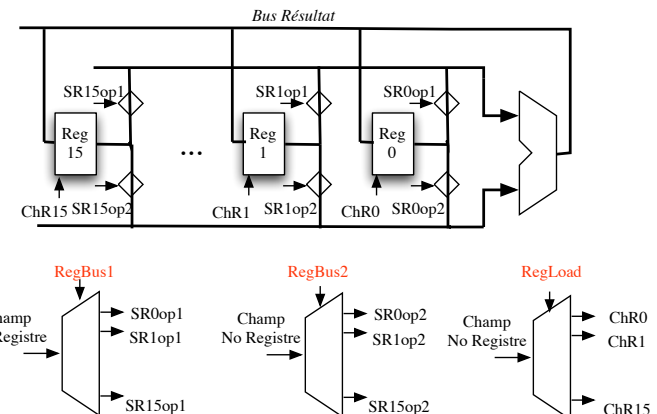 Bus Résultat
SR15op1
SR1op1
SR0op1
Reg
15
...
Reg
1
Reg
0
ChR15
SR15op2
ChR1
SR1op2
ChR0
SR0op2
RegBus1
RegBus2
RegLoad
SR0op1
SR1op1
SR15op1
Registre
SR0op2
SR1op2
Champ
No Registre
SR15op2
ChR0
ChR1
Champ
No Registre
ChR15